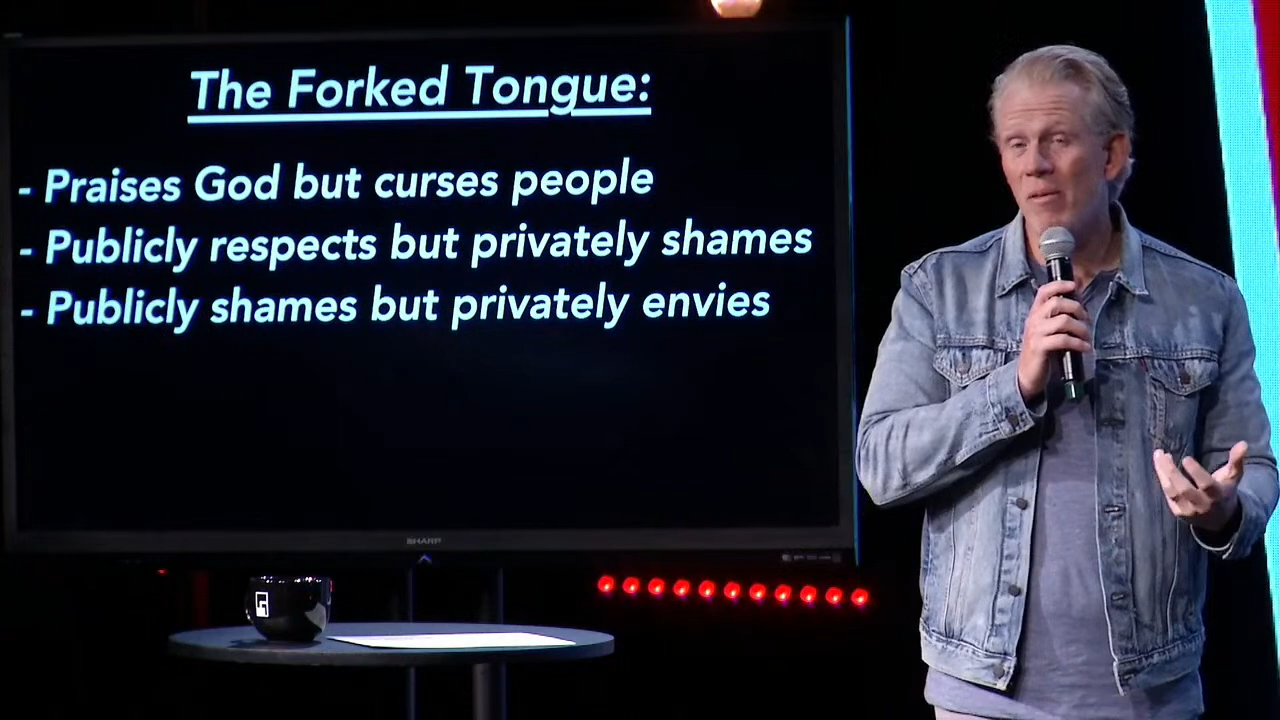 The Forked Tongue:
- Praises God but curses people
- Publicly respects but privately shames
- Publicly shames but privately envies
SHARP